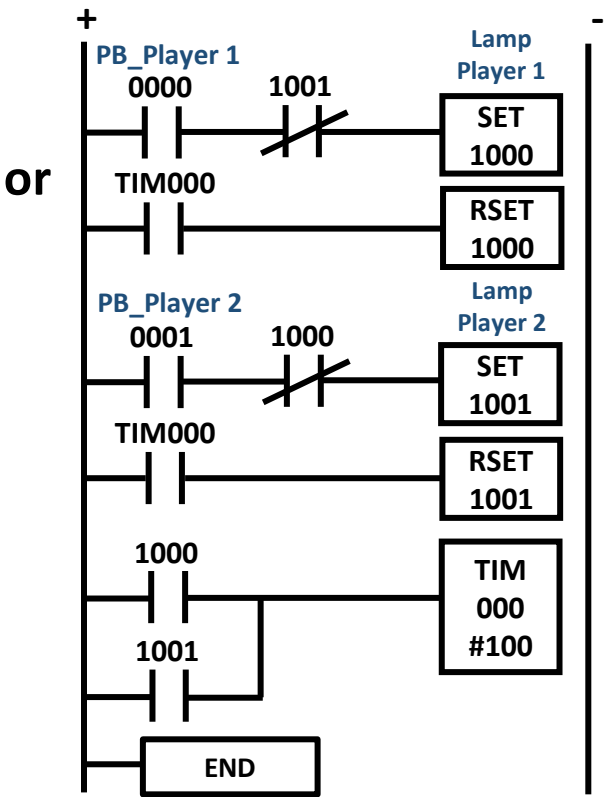 + -
Lamp
PB_Player 1 Player 1
0000 1001
SET
1000
or
TIM000
RSET
1000
Lamp
PB_Player 2 Player 2
0001 1000
SET
1001
TIM000
RSET
1001
1000
TIM
000
#100
1001
END